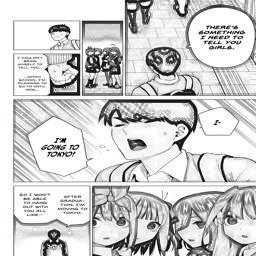 THERE'S
SOMETHING
I NEED TO
TELL YOU
GIRLS.
I COULDN'T
BRING
MYSELF TO
TELL YOU...
...WHICH
SCHOOL I'M
PLANNING TO
GO TO UNTIL
NOW...
I-
I'M
GOING TO
TOKYO!
AFTER
GRADUA-
TION, I'M
MOVING TO
TOKYO.
SO I WON'T
BE ABLE
TO HANG
OUT WITH
YOU ALL
LIKE--